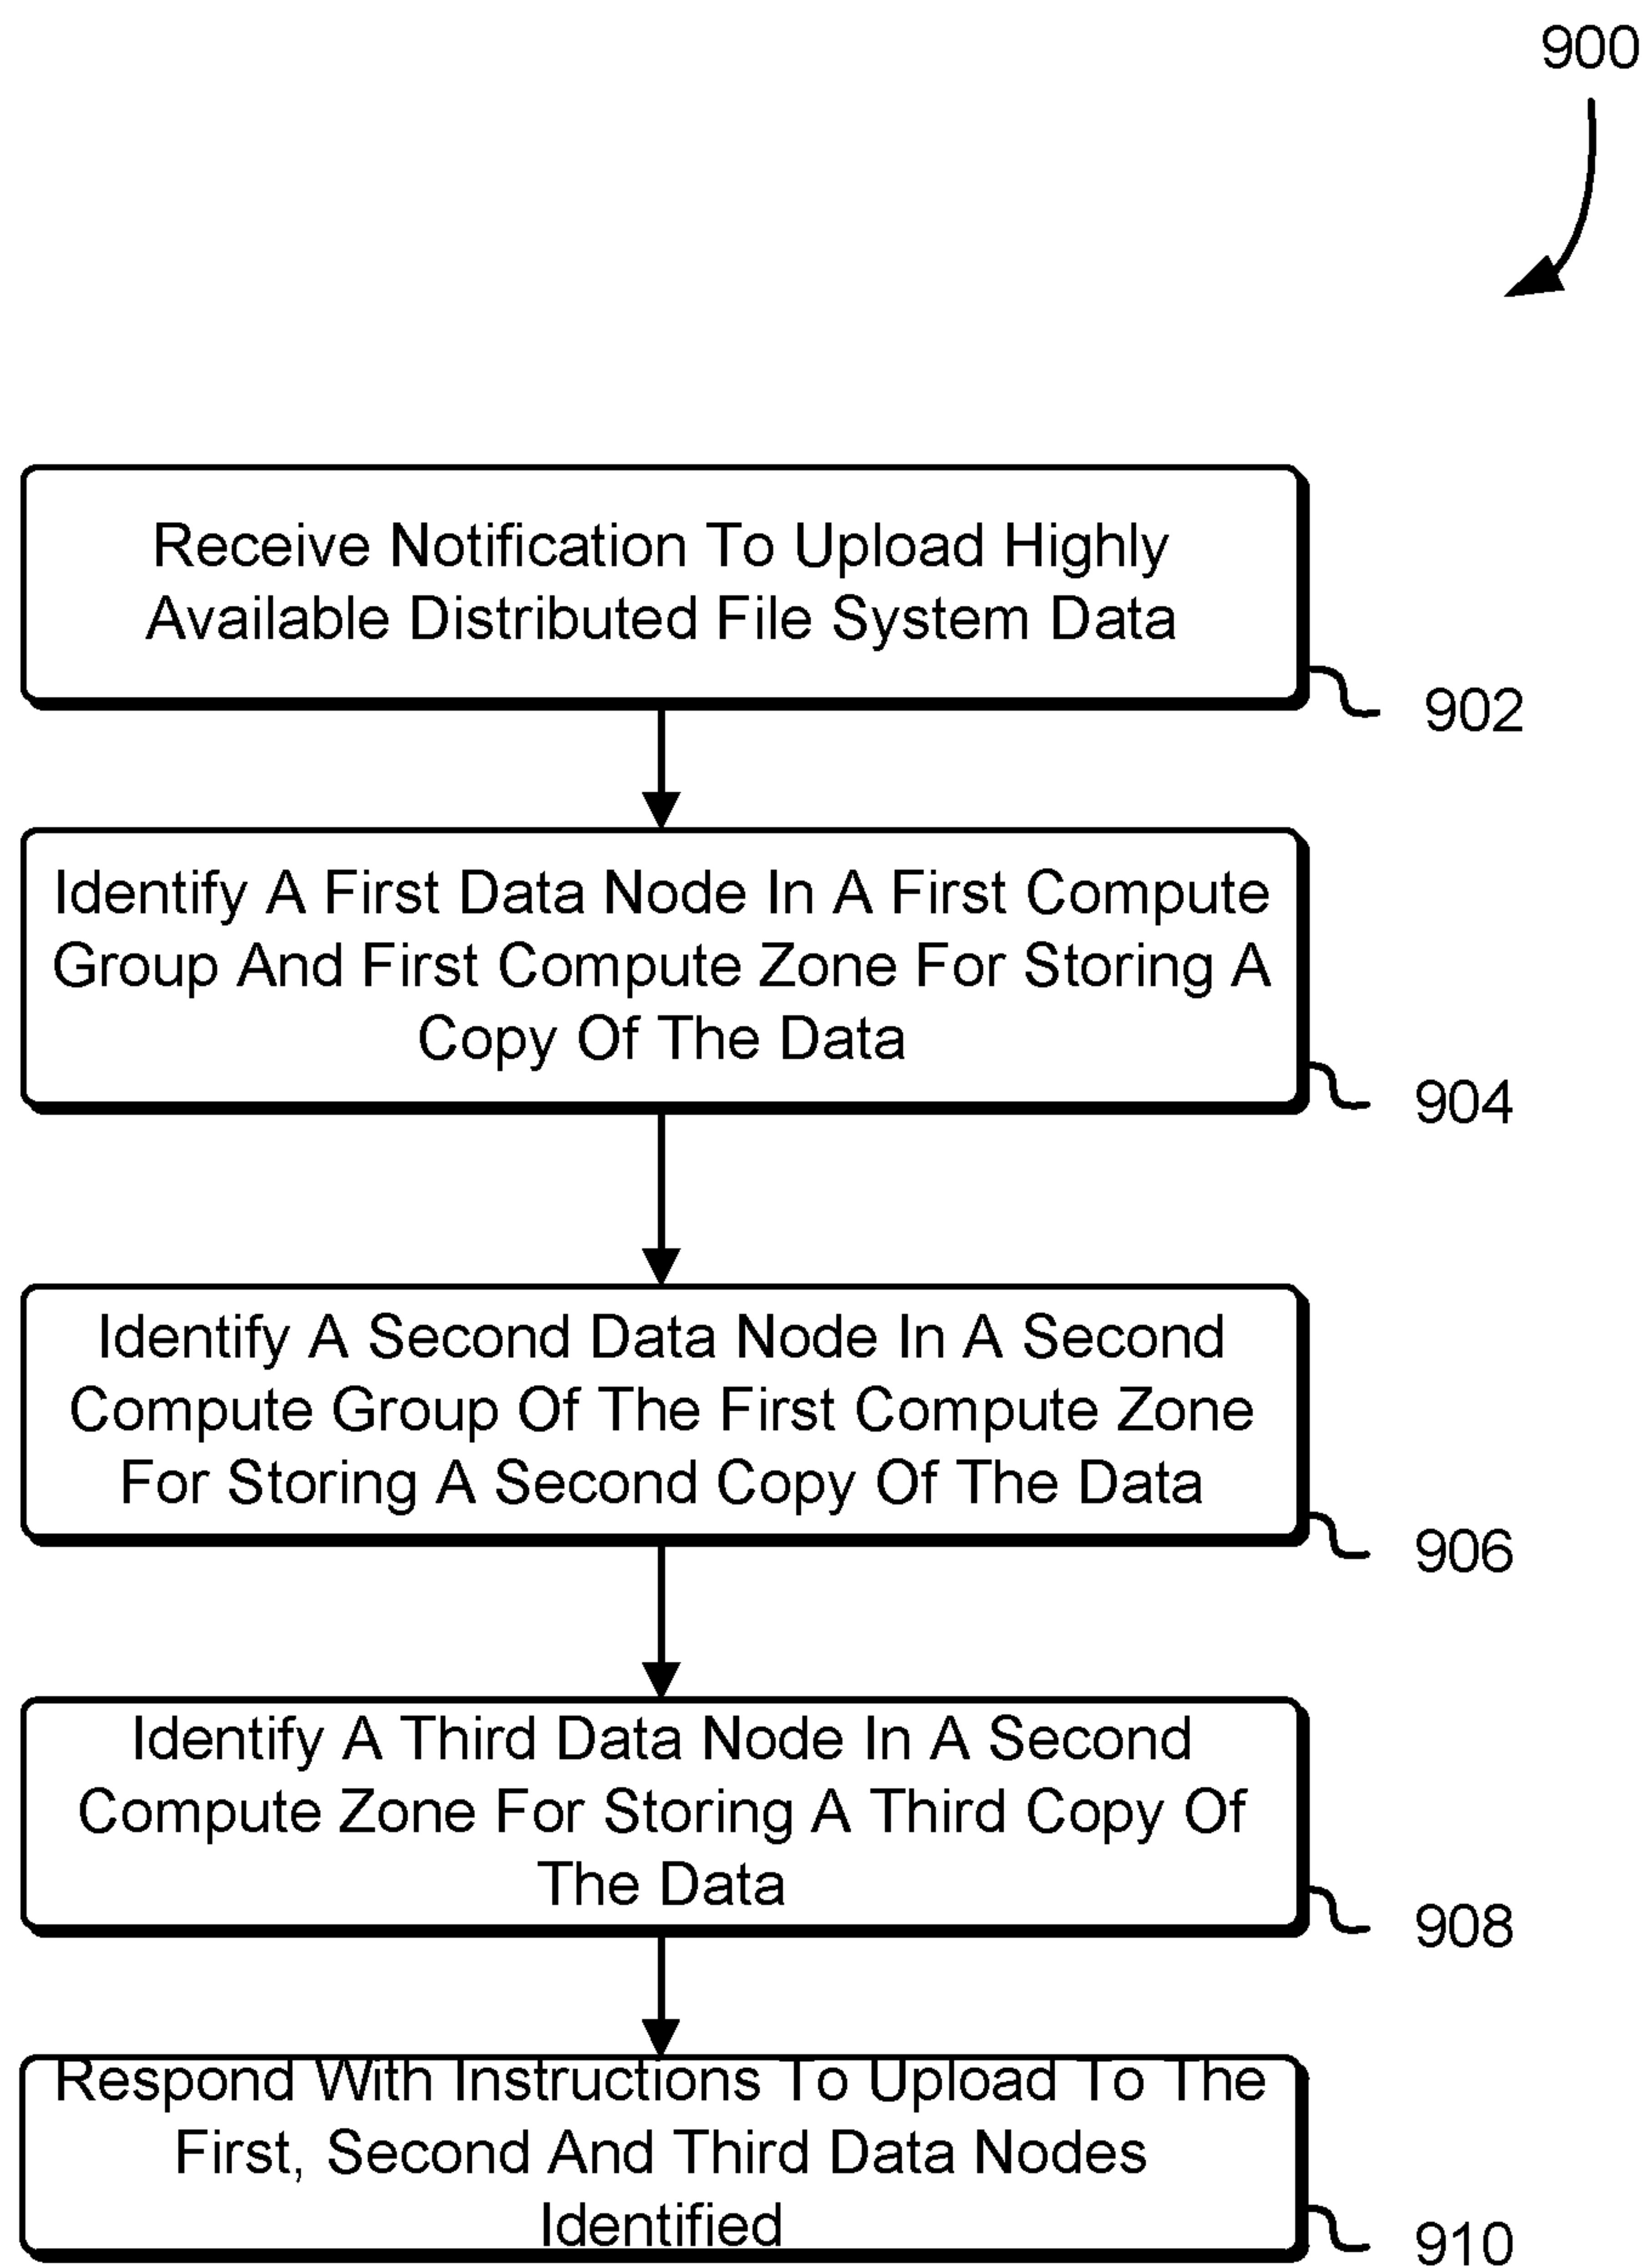 900
Receive Notification To Upload Highly
Available Distributed File System Data
902
Identify A First Data Node In A First Compute
Group And First Compute Zone For Storing A
Copy Of The Data
904
Identify A Second Data Node In A Second
Compute Group Of The First Compute Zone
For Storing A Second Copy Of The Data
906
Identify A Third Data Node In A Second
Compute Zone For Storing A Third Copy Of
The Data
908
Respond With Instructions To Upload To The
First, Second And Third Data Nodes
Identified
910